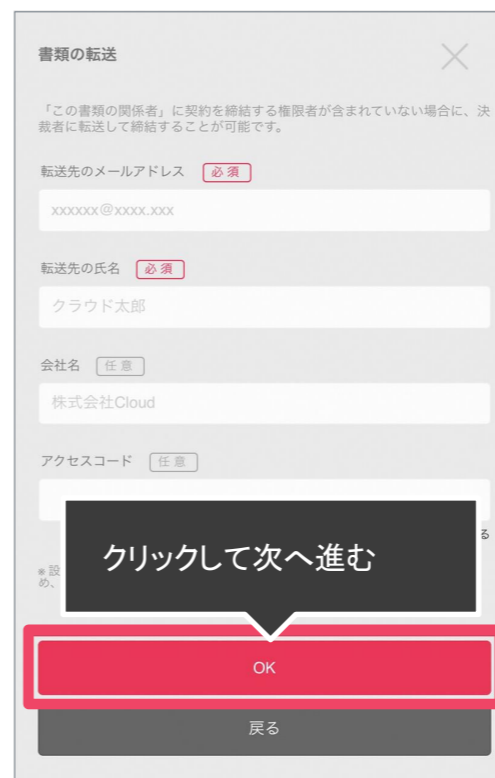 書類の転送
「この書類の関係者」に契約を締結する権限者が含まれていない場合に、決
裁者に転送して締結することが可能です。
転送先のメールアドレス 必須
xxxxxx@xxxx.xxx
転送先の氏名 必須
クラウド太郎
会社名 任意
株式会社Cloud
アクセスコード 任意
る
クリックして次へ進む
※設
め、
OK
戻る